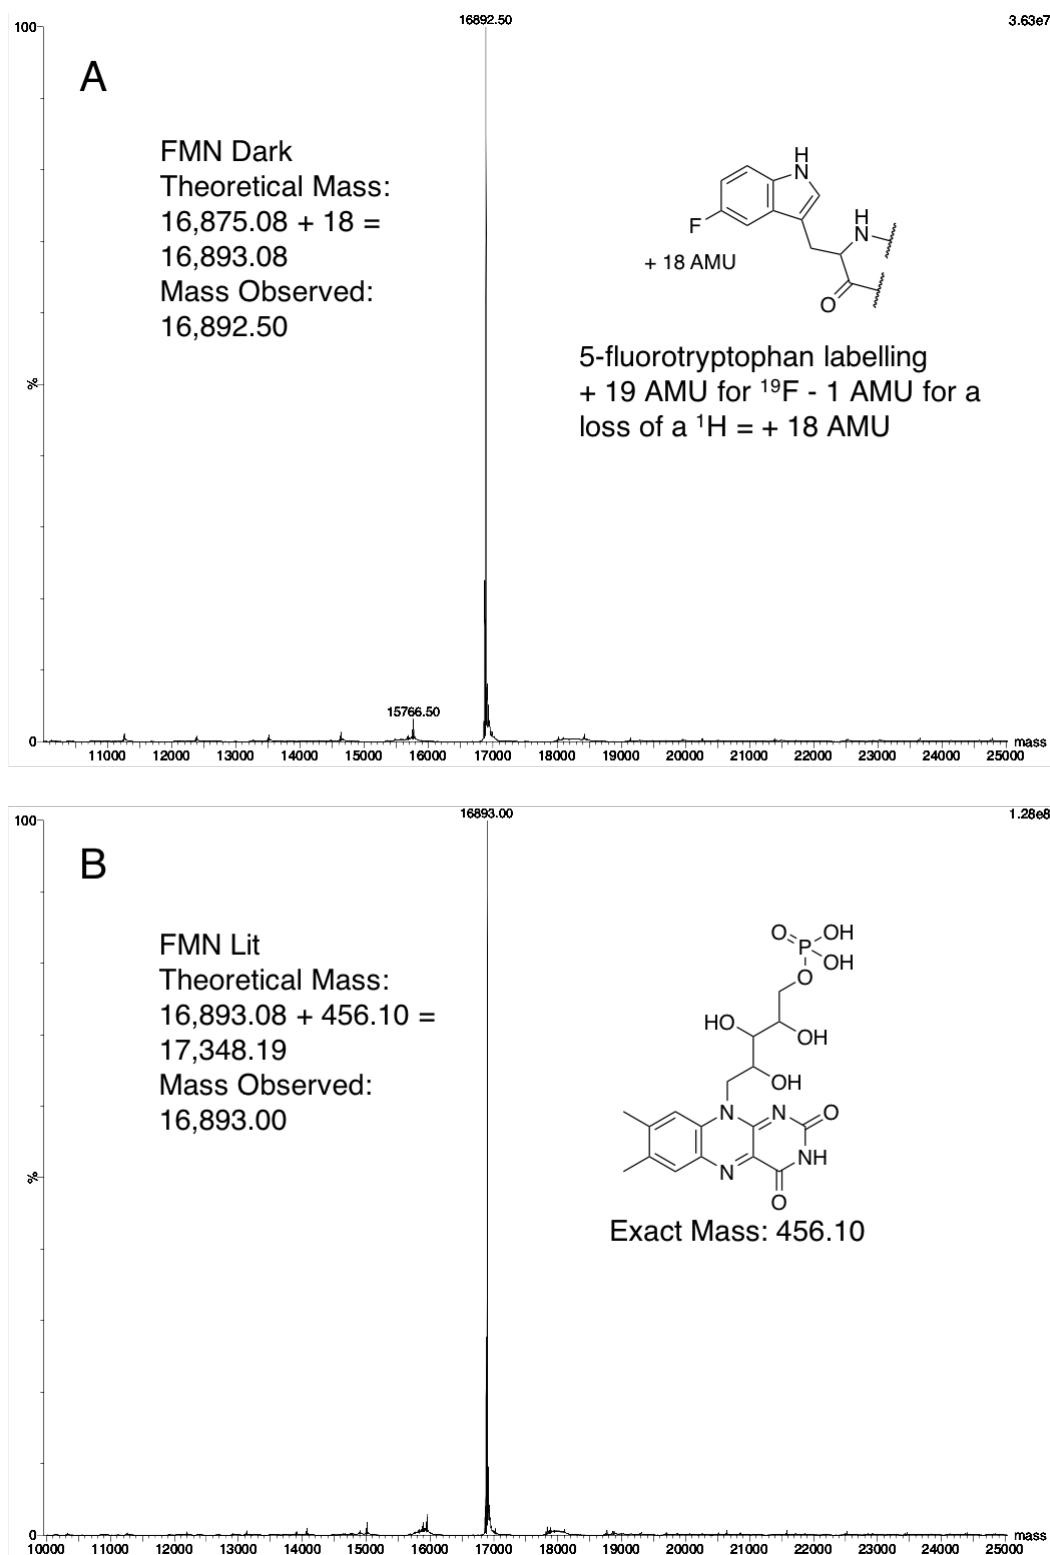 16892.50
3.63e7
100
A
FMN Dark
Theoretical Mass:
16,875.08 + 18 =
16,893.08
Mass Observed:
16,892.50
H
N
F
H
N
+ 18 AMU
O
5-fluorotryptophan labelling
+ 19 AMU for ¹⁹F - 1 AMU for a
loss of a ¹H = + 18 AMU
%
15766.50
0
mass
11000 12000 13000 14000 15000 16000 17000 18000 19000 20000 21000 22000 23000 24000 25000
16893.00
1.28e8
100
B
FMN Lit
Theoretical Mass:
16,893.08 + 456.10 =
17,348.19
Mass Observed:
16,893.00
O OH
P
OH
O
HO
OH
OH
N N O
NH
N
O
%
Exact Mass: 456.10
0
mass
10000 11000 12000 13000 14000 15000 16000 17000 18000 19000 20000 21000 22000 23000 24000 25000